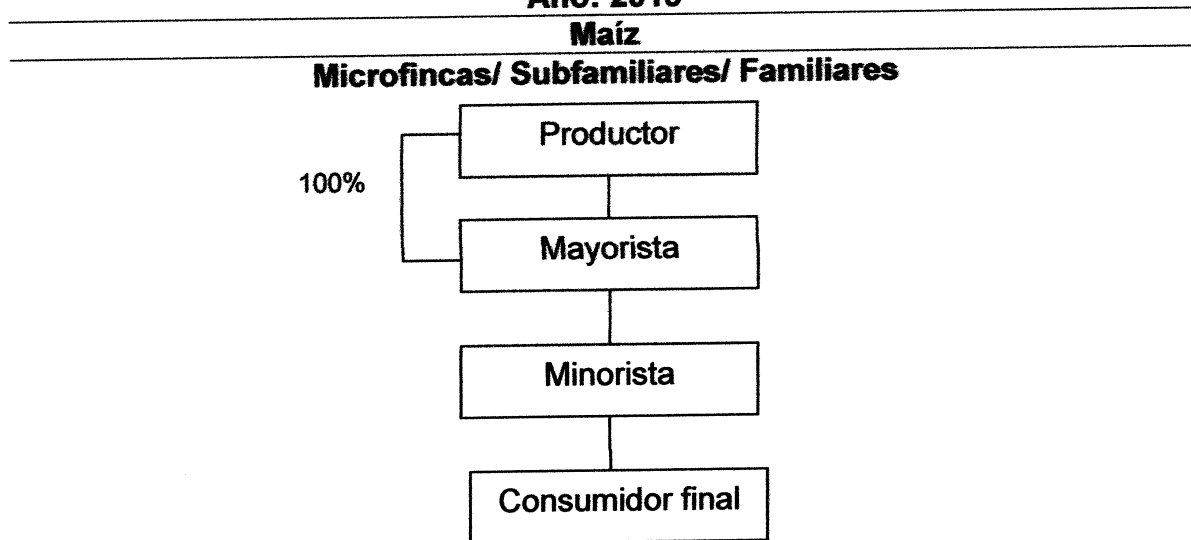 Maíz
Microfincas/ Subfamiliares/ Familiares
Productor
100%
Mayorista
Minorista
Consumidor final